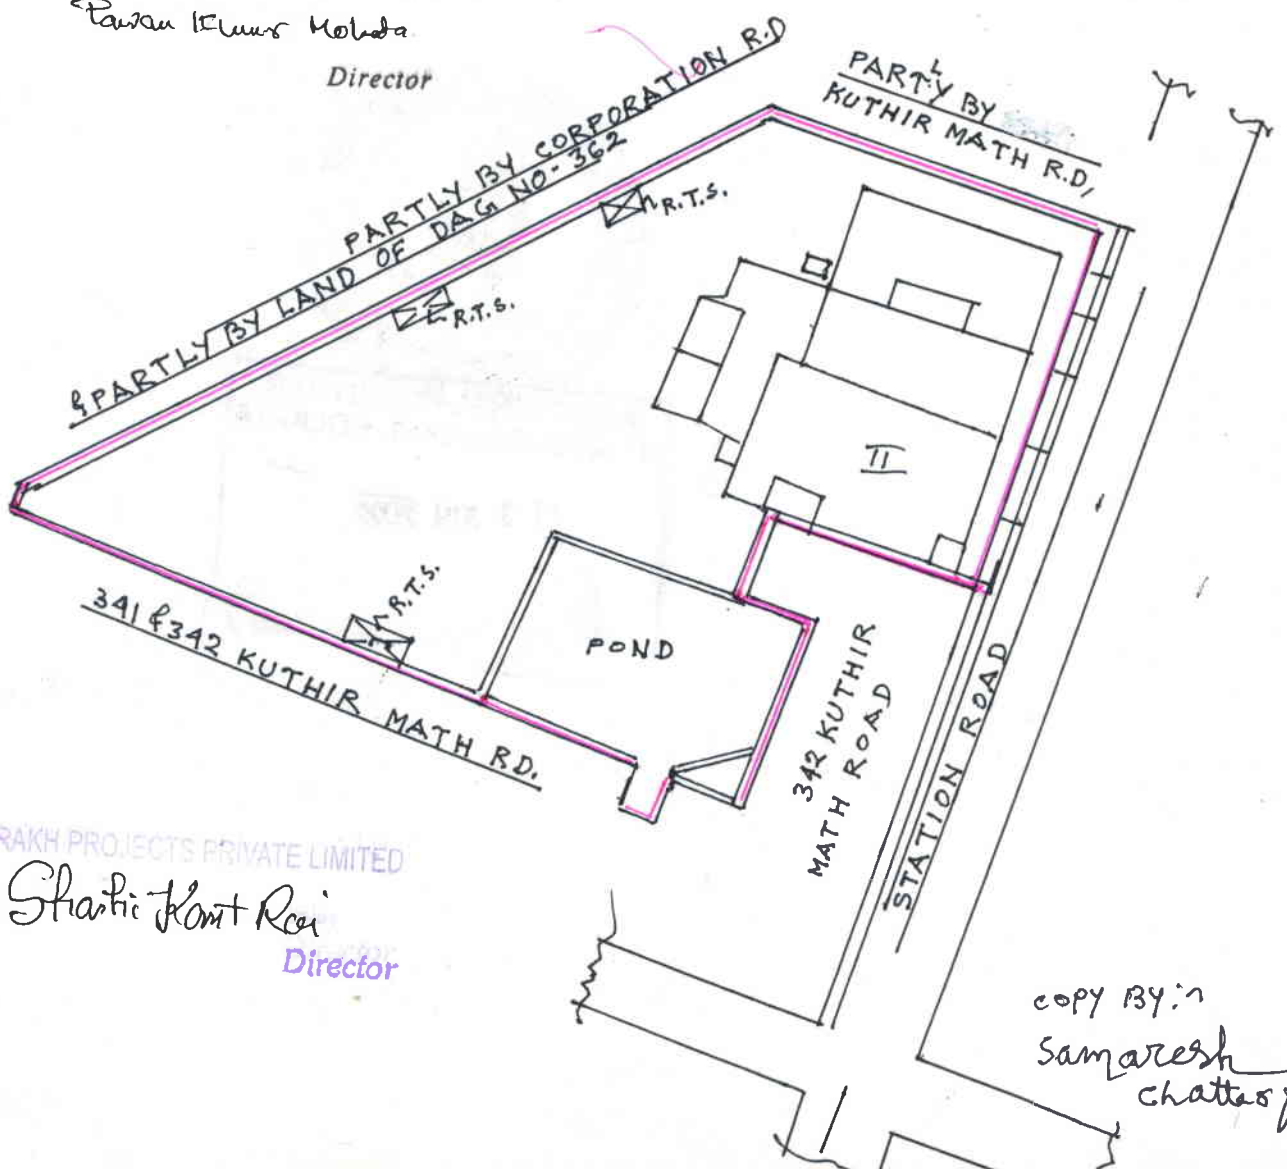 Pawan Kumar Mohata
Director
PARTLY BY CORPORATION R.D
& PARTLY BY LAND OF DAG NO-362
PARTLY BY
KUTHIR MATH R.D,
R.T.S.
R.T.S.
II
R.T.S.
POND
341 & 342 KUTHIR MATH RD.
342 KUTHIR
MATH ROAD
STATION ROAD
RAKH PROJECTS PRIVATE LIMITED
Shashi Kant Rai
Director
COPY BY:
Samaresh